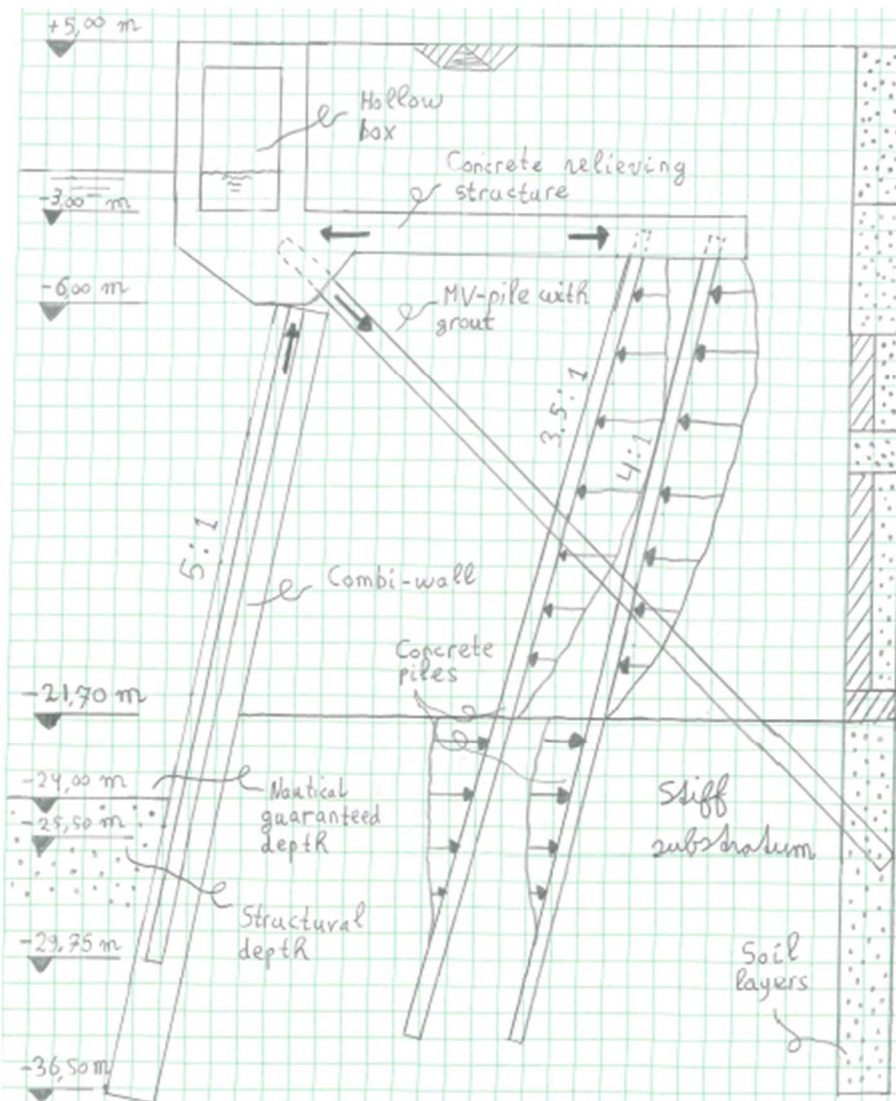 +5,00 m
Hollow
box
Concrete relieving
structure
-3,00 m
-6,00 m
MV-pile with
grout
3.5:1
4:1
5:1
Combi-wall
Concrete
piles
-21,70 m
-24,00 m
Nautical
guaranteed
depth
-25,50 m
Stiff
substratum
Structural
depth
-29,75 m
Soil
layers
-36,50 m